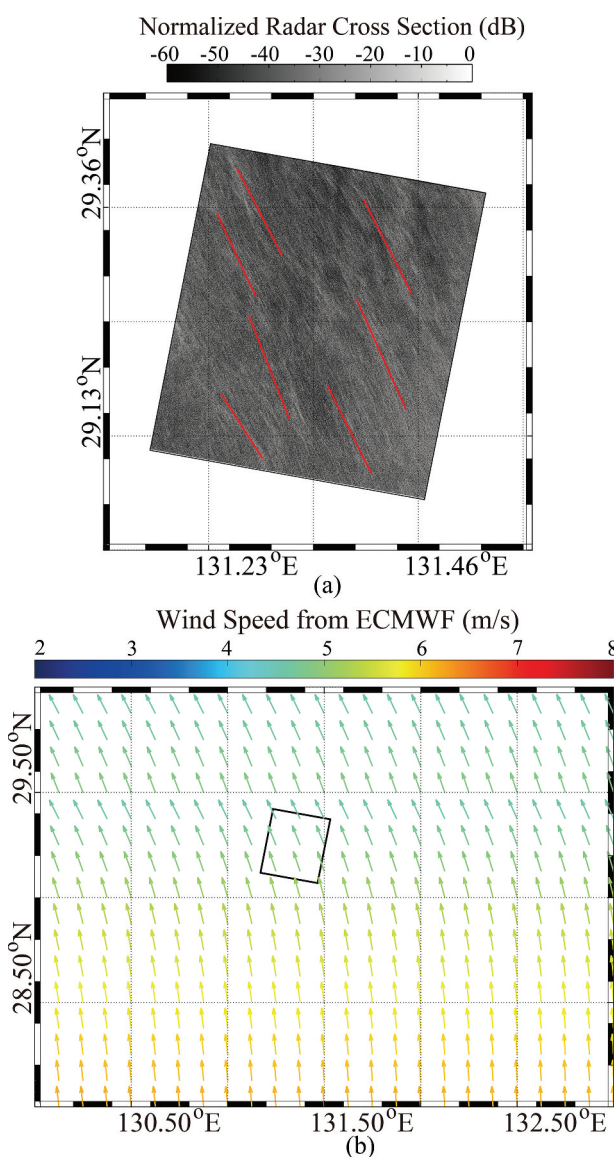 Normalized Radar Cross Section (dB)
-60 -50 -40 -30 -20 -10 0
29.36°N
29.13°N
131.23°E 131.46°E
(a)
Wind Speed from ECMWF (m/s)
2 3 4 5 6 7 8
29.50°N
28.50°N
130.50°E 131.50°E 132.50°E
(b)